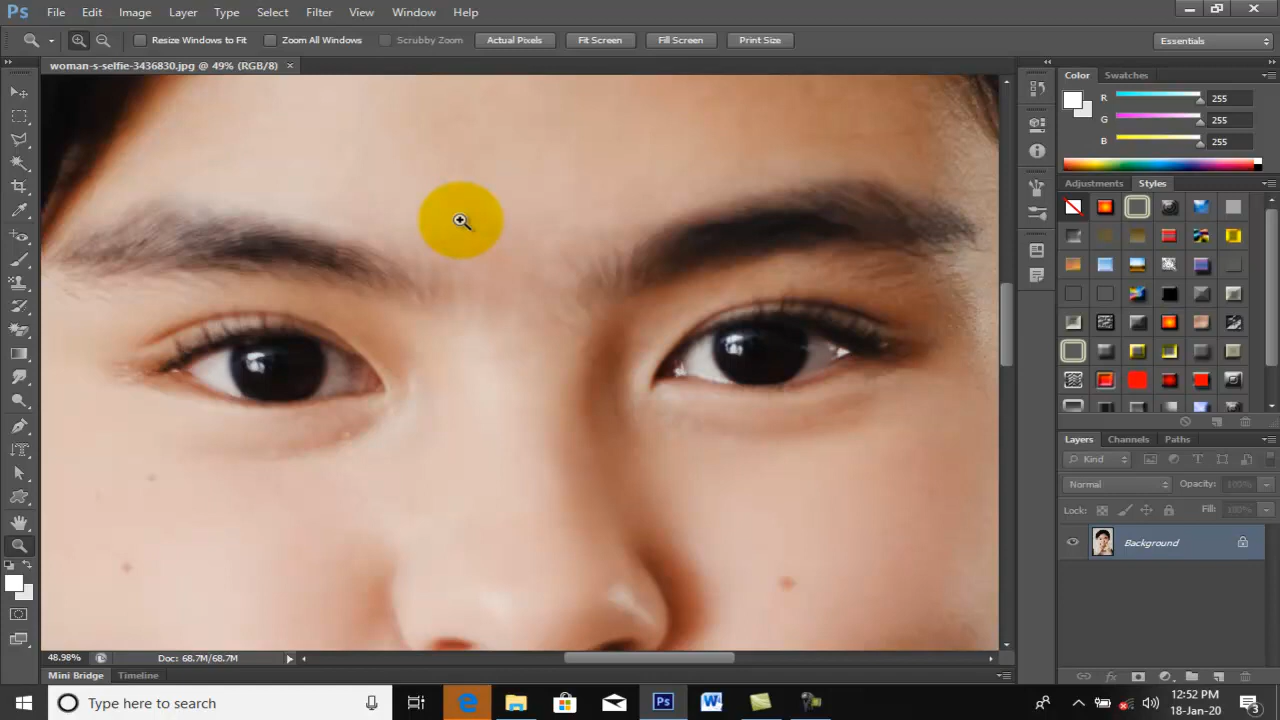 Ps File Edit Image Layer Type Select Filter View Window Help
Resize Windows to Fit Zoom All Windows Scrubby Zoom Actual Pixels Fit Screen Fill Screen Print Size Essentials
woman-s-selfie-3436830.jpg @ 49% (RGB/8) ×
Color Swatches
R 255
G 255
B 255
Adjustments Styles
Layers Channels Paths
Kind
Normal Opacity: 100%
Lock: Fill: 100%
Background
48.98% Doc: 68.7M/68.7M
Mini Bridge Timeline
Type here to search
12:52 PM
18-Jan-20
3